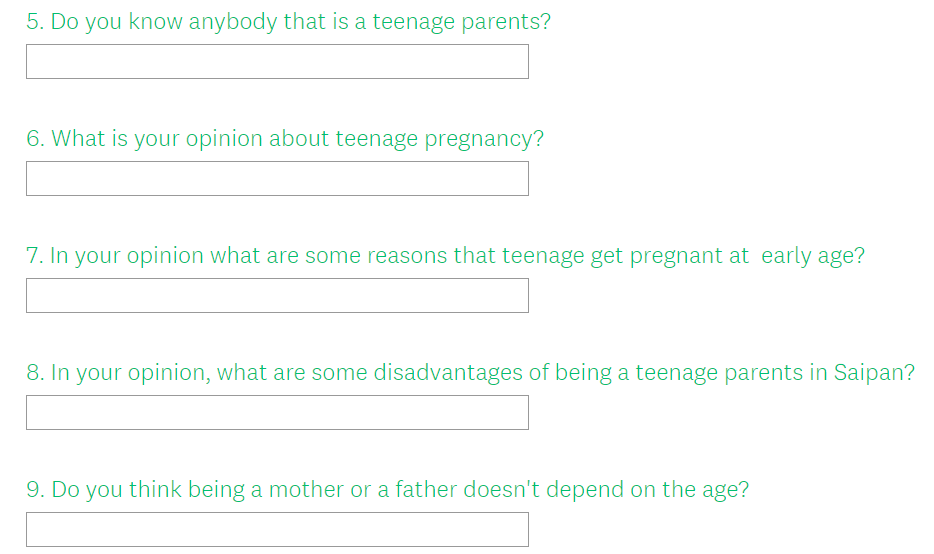 5. Do you know anybody that is a teenage parents?
6. What is your opinion about teenage pregnancy?
7. In your opinion what are some reasons that teenage get pregnant at  early age?
8. In your opinion, what are some disadvantages of being a teenage parents in Saipan?
9. Do you think being a mother or a father doesn't depend on the age?